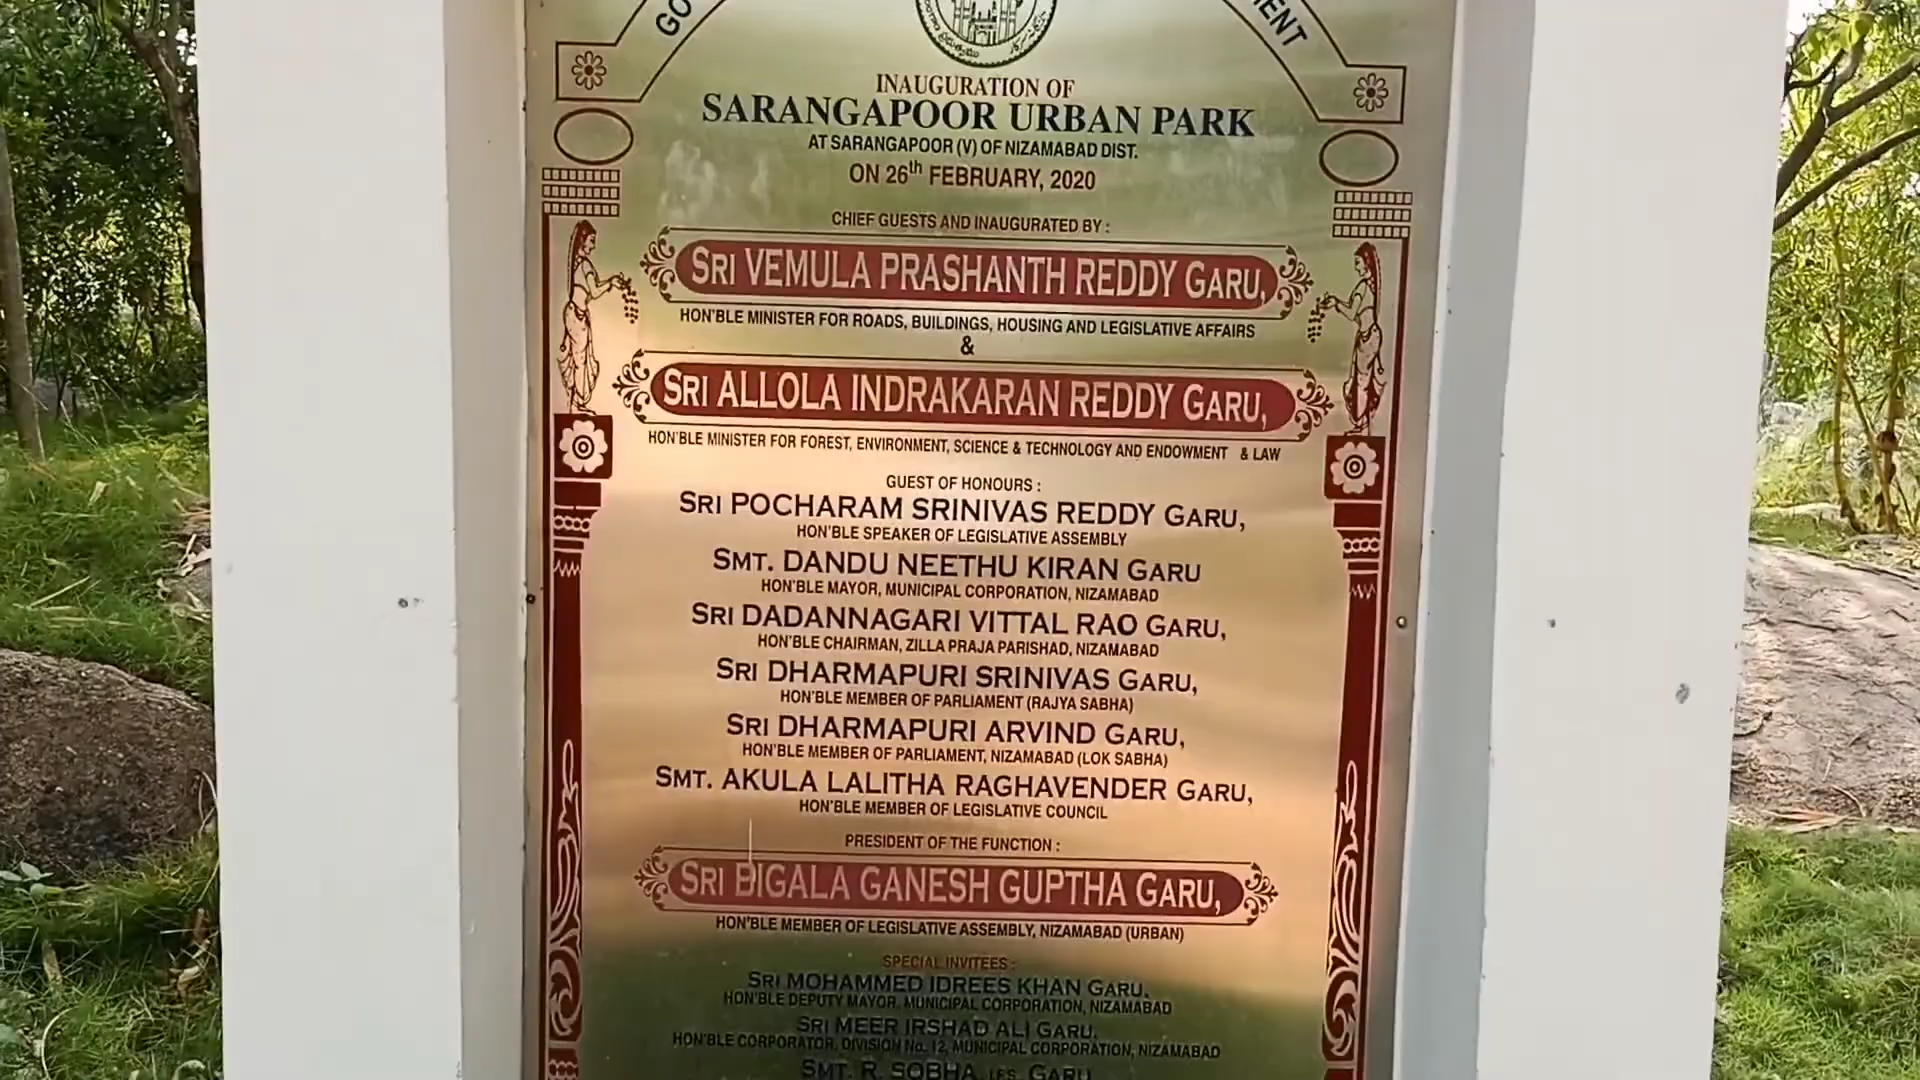 INAUGURATION OF
SARANGAPOOR URBAN PARK
AT SARANGAPOOR (V) OF NIZAMABAD DIST.
ON 26th FEBRUARY, 2020
CHIEF GUESTS AND INAUGURATED BY :
SRI VEMULA PRASHANTH REDDY GARU,
HON'BLE MINISTER FOR ROADS, BUILDINGS, HOUSING AND LEGISLATIVE AFFAIRS
&
SRI ALLOLA INDRAKARAN REDDY GARU,
HON'BLE MINISTER FOR FOREST, ENVIRONMENT, SCIENCE & TECHNOLOGY AND ENDOWMENT & LAW
GUEST OF HONOURS :
SRI POCHARAM SRINIVAS REDDY GARU,
HON'BLE SPEAKER OF LEGISLATIVE ASSEMBLY
SMT. DANDU NEETHU KIRAN GARU
HON'BLE MAYOR, MUNICIPAL CORPORATION, NIZAMABAD
SRI DADANNAGARI VITTAL RAO GARU,
HON'BLE CHAIRMAN, ZILLA PRAJA PARISHAD, NIZAMABAD
SRI DHARMAPURI SRINIVAS GARU,
HON'BLE MEMBER OF PARLIAMENT (RAJYA SABHA)
SRI DHARMAPURI ARVIND GARU,
HON'BLE MEMBER OF PARLIAMENT, NIZAMABAD (LOK SABHA)
SMT. AKULA LALITHA RAGHAVENDER GARU,
HON'BLE MEMBER OF LEGISLATIVE COUNCIL
PRESIDENT OF THE FUNCTION :
SRI BIGALA GANESH GUPTHA GARU,
HON'BLE MEMBER OF LEGISLATIVE ASSEMBLY, NIZAMABAD (URBAN)
SPECIAL INVITEES :
SRI MOHAMMED IDREES KHAN GARU,
HON'BLE DEPUTY MAYOR, MUNICIPAL CORPORATION, NIZAMABAD
SRI MEER IRSHAD ALI GARU,
HON'BLE CORPORATOR, DIVISION No. 12, MUNICIPAL CORPORATION, NIZAMABAD
SMT. R. SOBHA, I.F.S. GARU